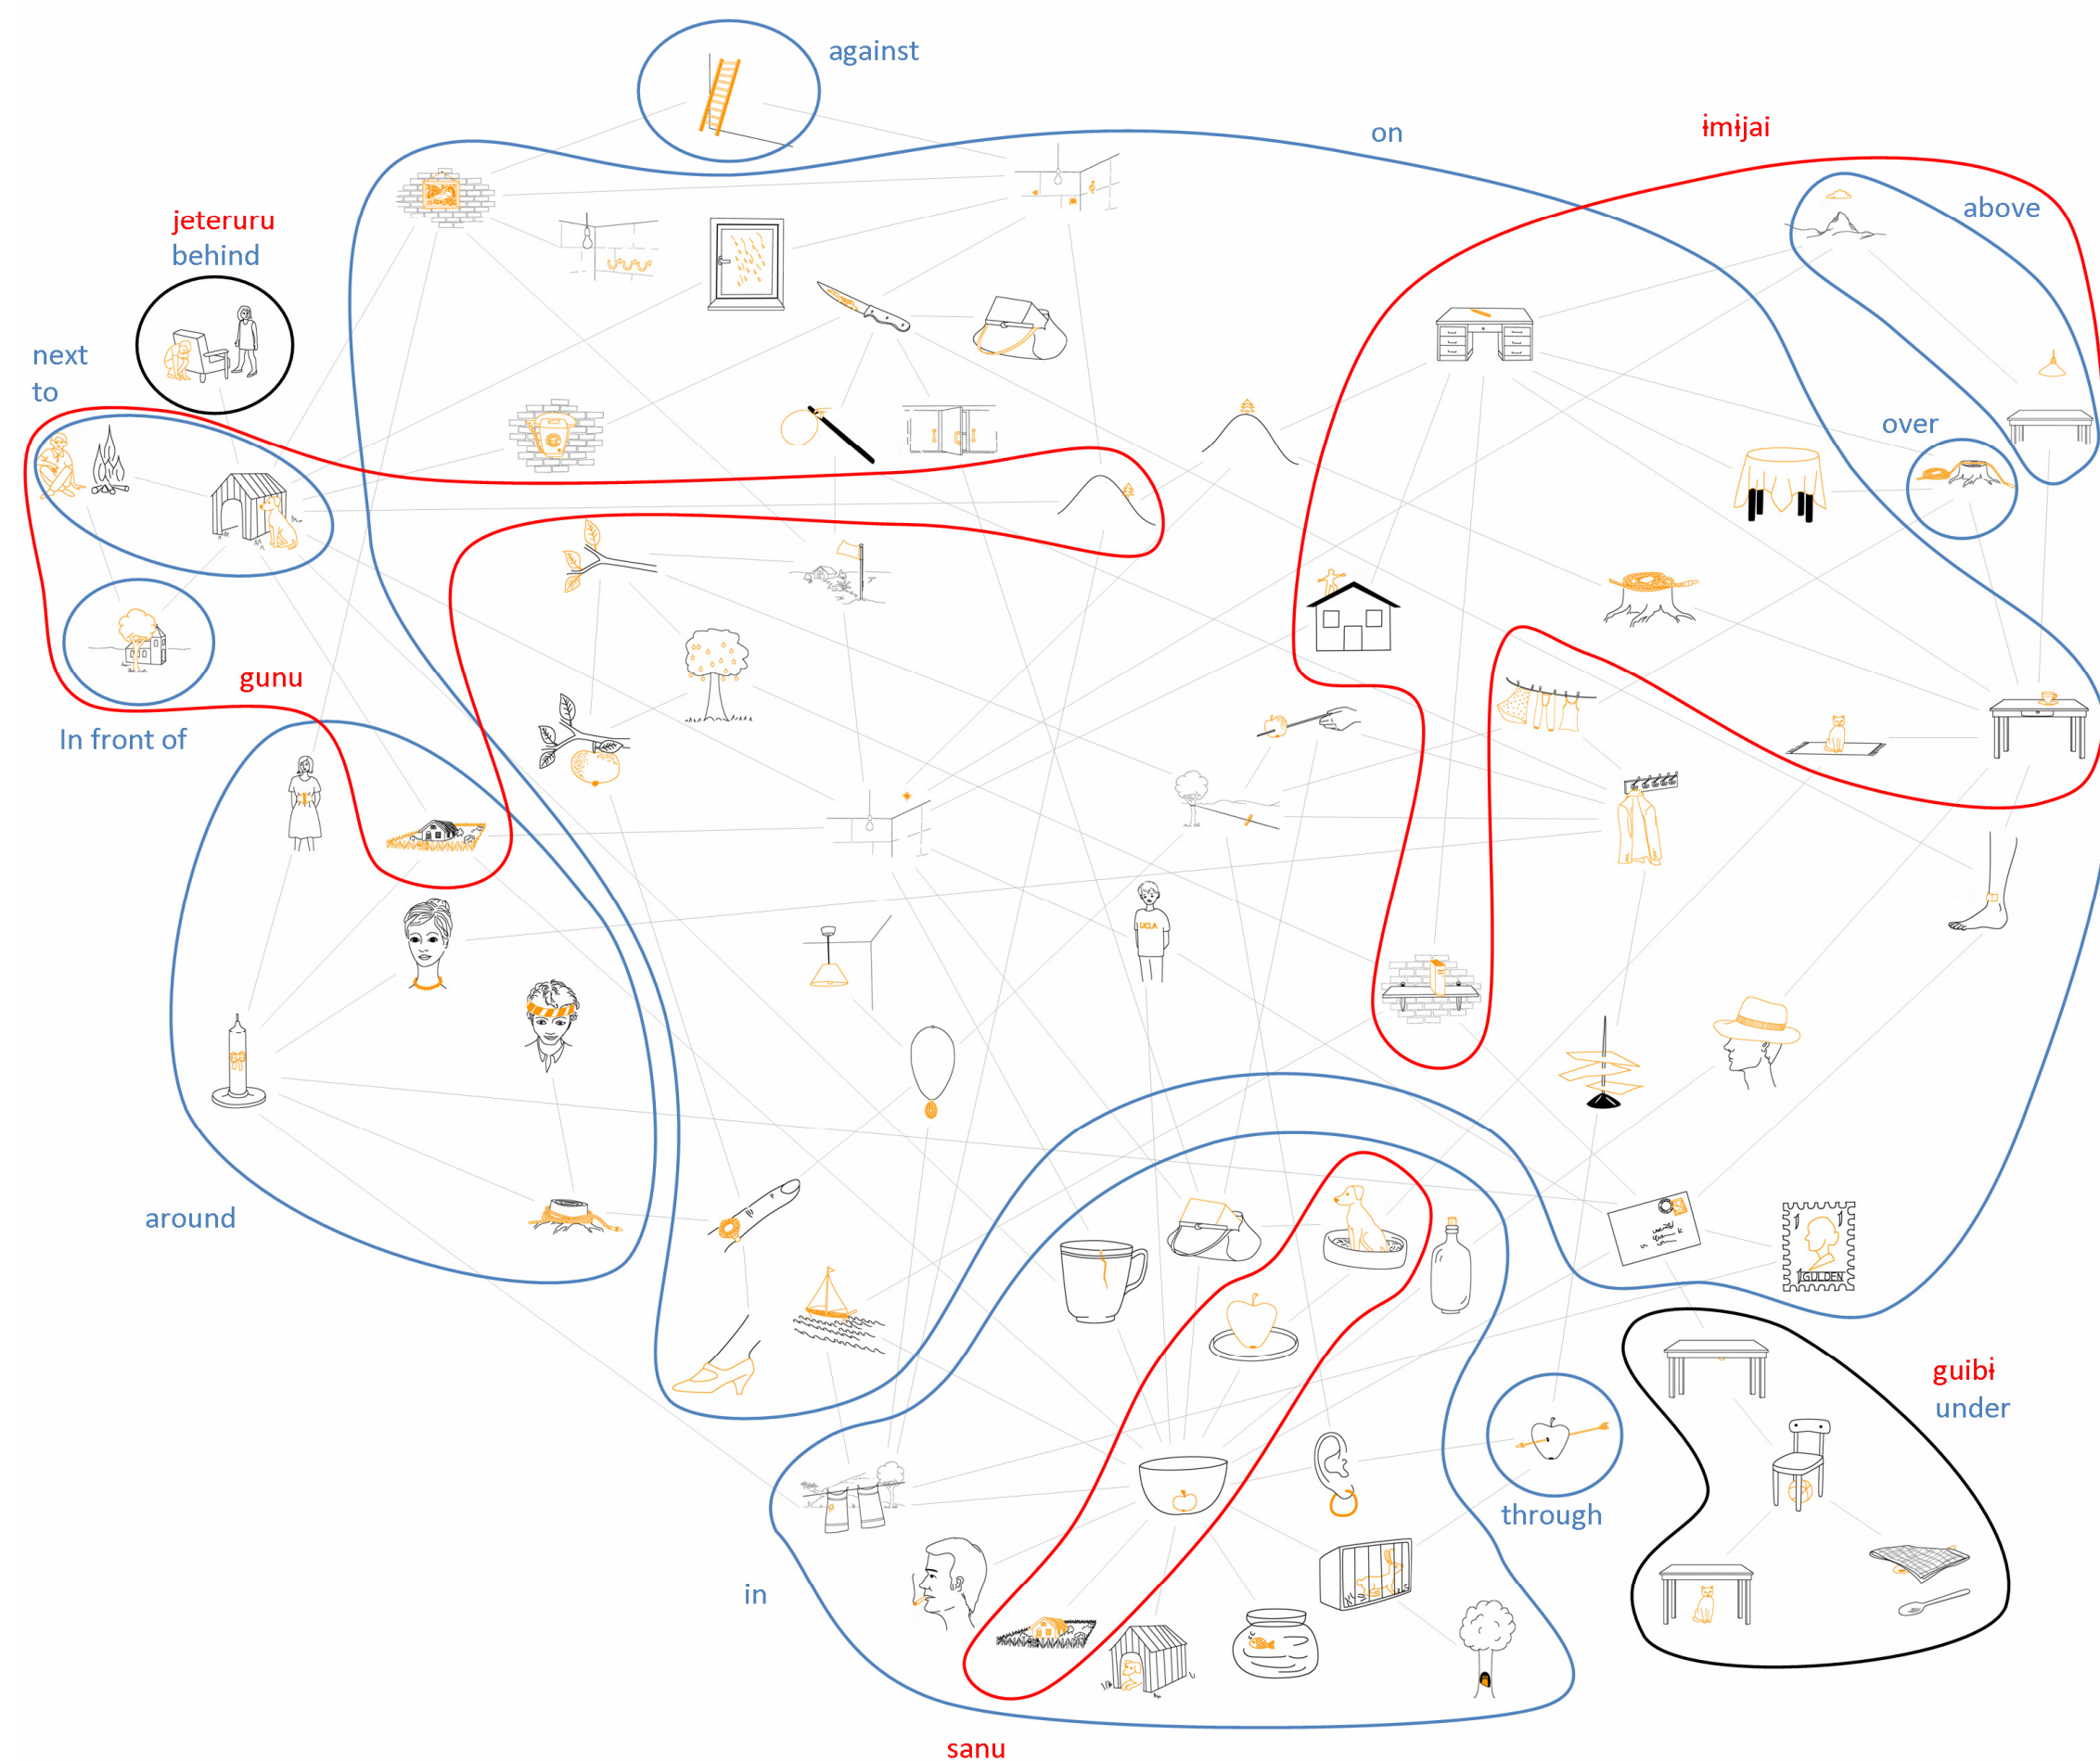 against
on
ɨmɨjai
above
jeteruru
behind
next
to
over
gunu
In front of
UCLA
around
GULDEN
guibɨ
under
through
in
sanu